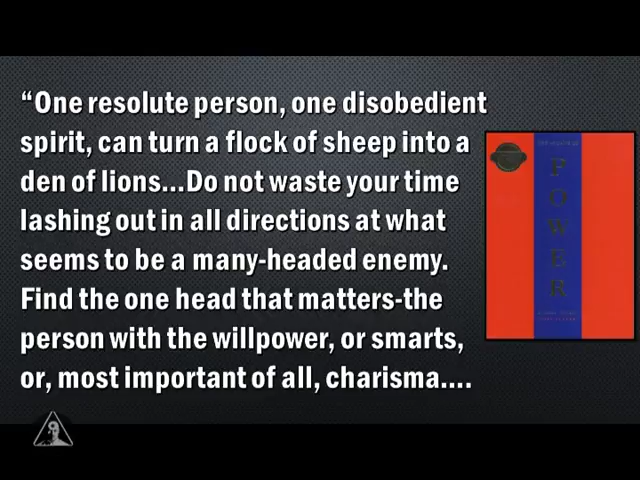 “One resolute person, one disobedient
spirit, can turn a flock of sheep into a
den of lions...Do not waste your time
lashing out in all directions at what
seems to be a many-headed enemy.
Find the one head that matters-the
person with the willpower, or smarts,
or, most important of all, charisma....
POWER